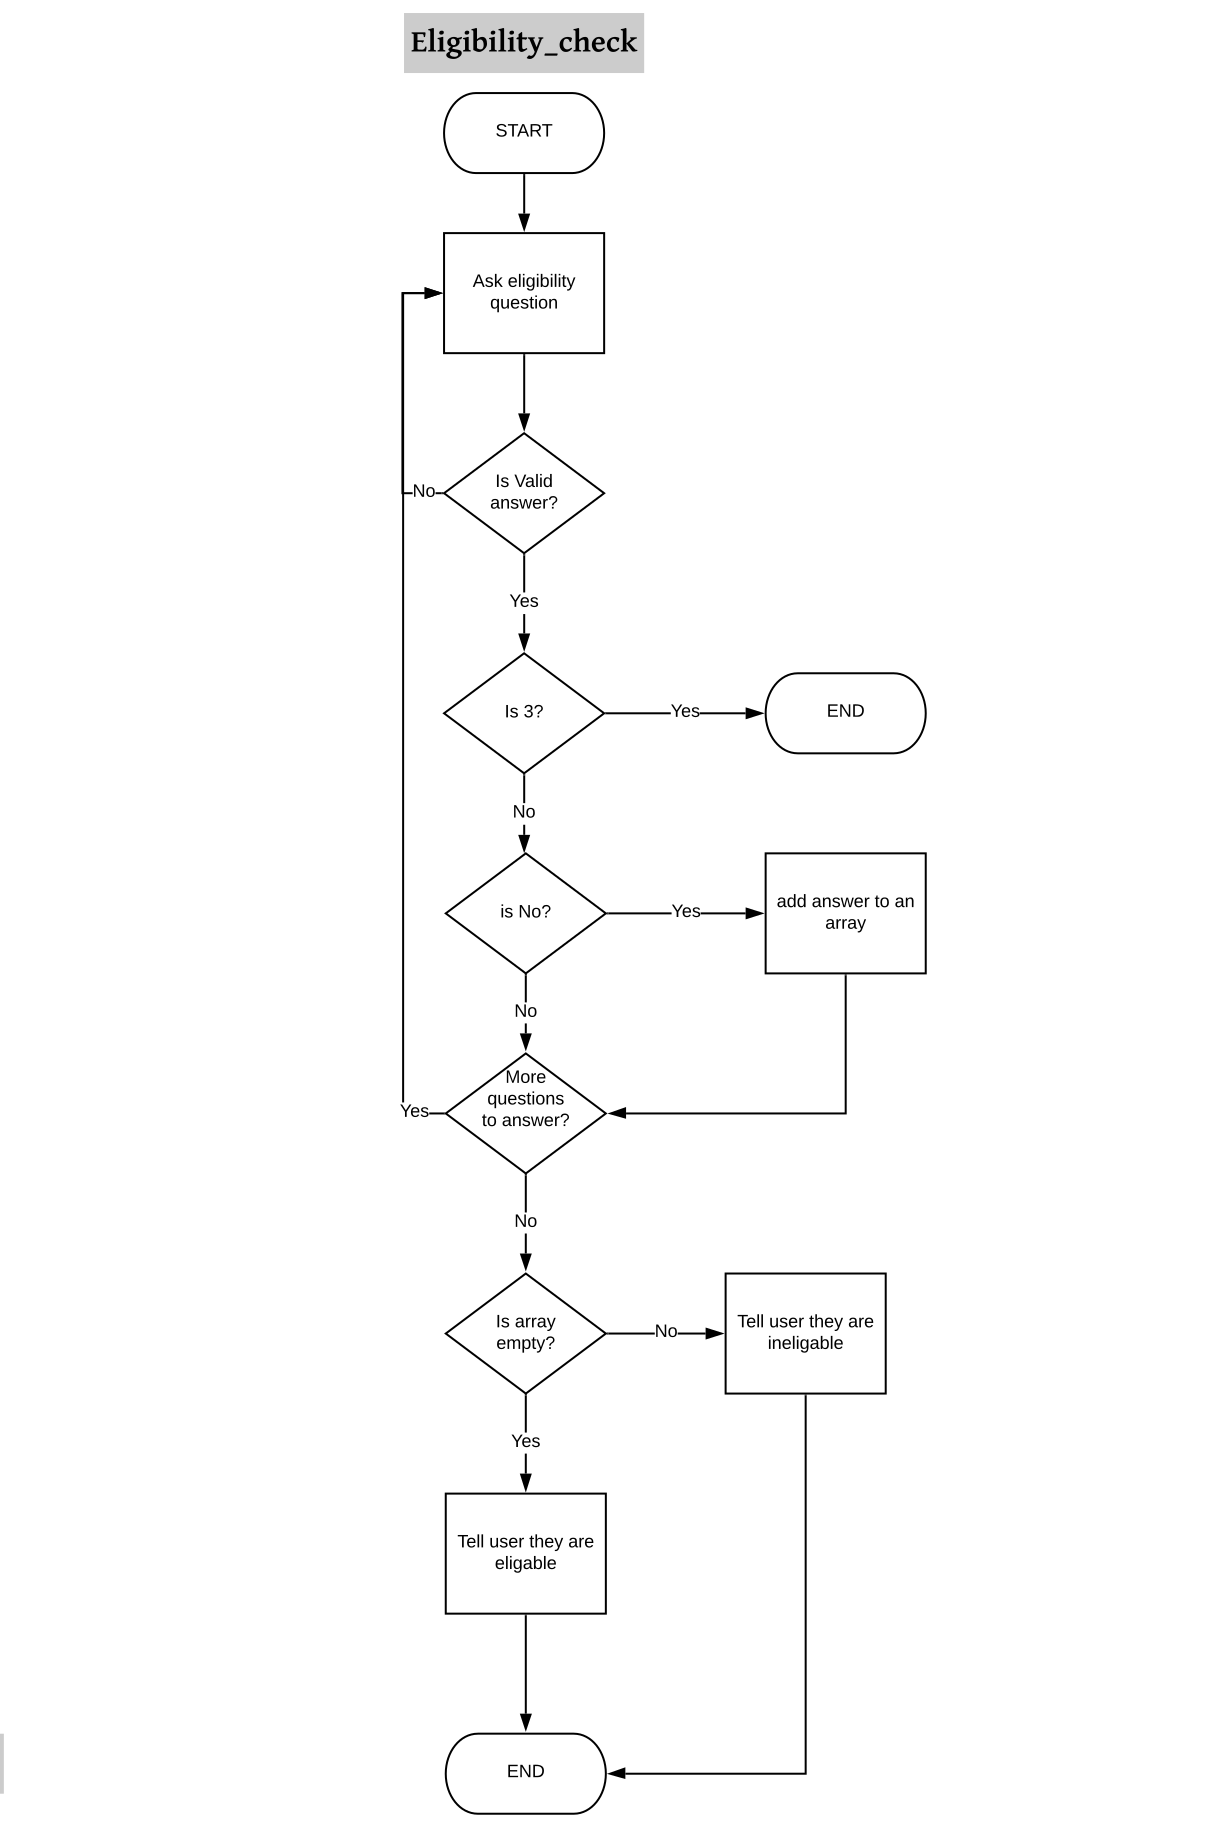 Eligibility_check
START
Ask eligibility
question
Is Valid
answer?
No
Yes
Is 3?
Yes
END
No
is No?
Yes
add answer to an
array
No
More
questions
to answer?
Yes
No
Is array
empty?
No
Tell user they are
ineligable
Yes
Tell user they are
eligable
END